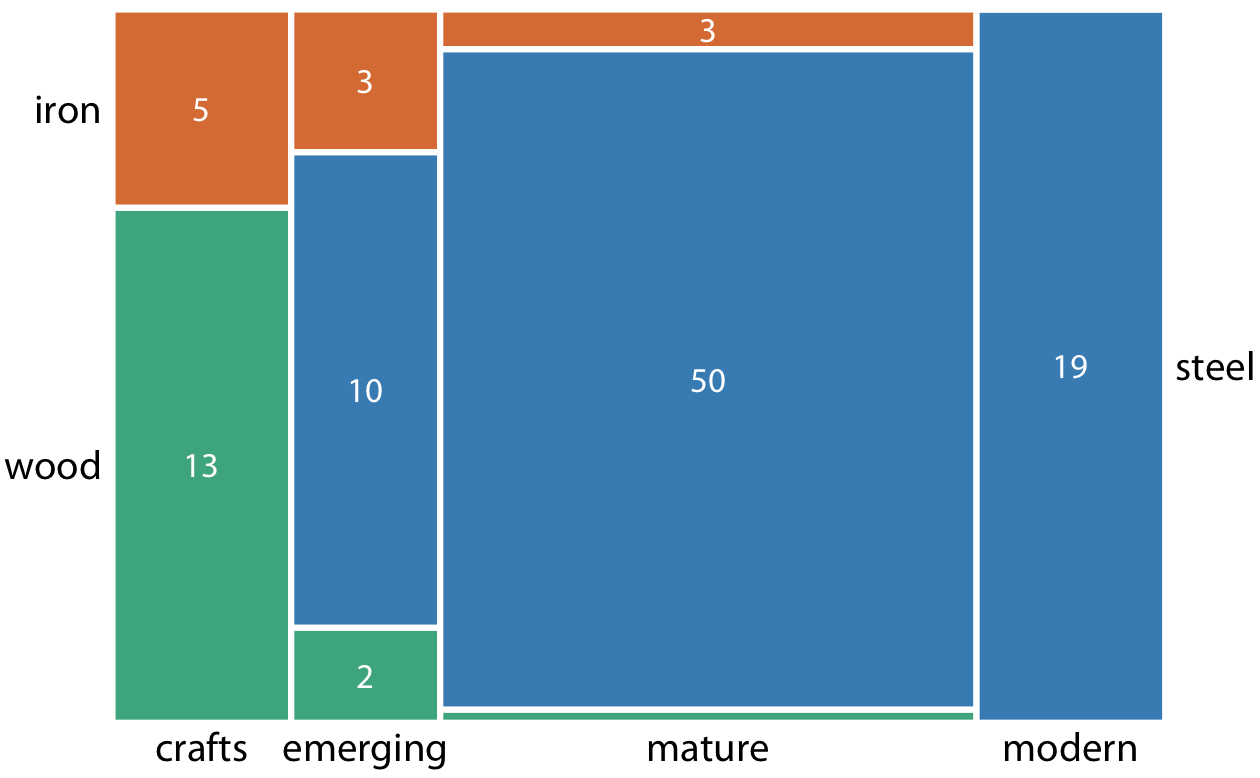 3
3
iron
5
10
50
19
steel
wood
13
2
crafts
emerging
mature
modern